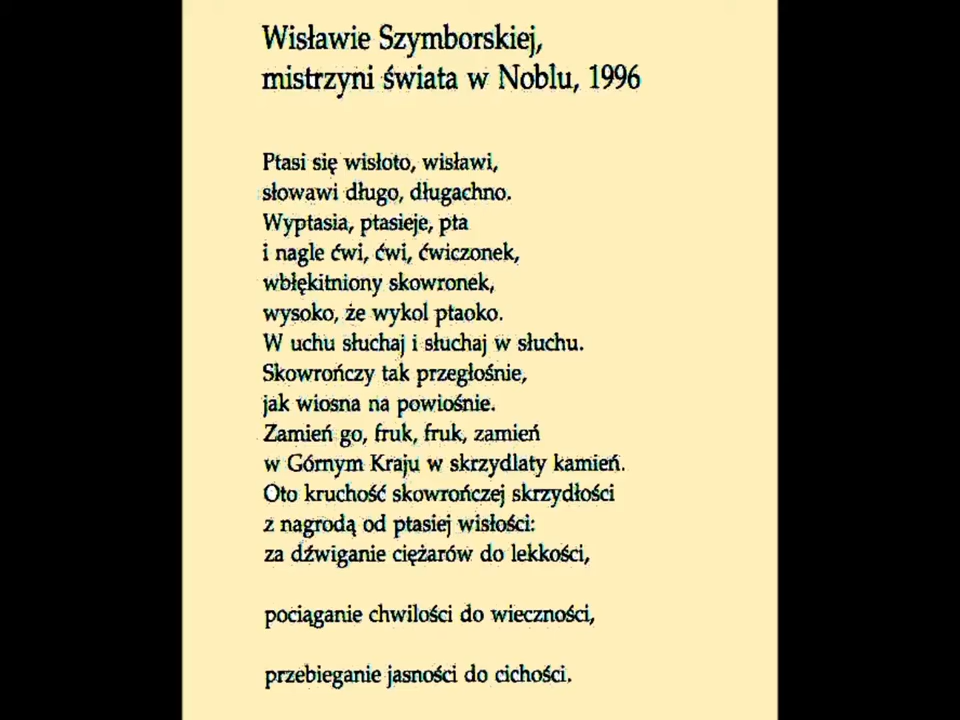 Wisławie Szymborskiej,
mistrzyni świata w Noblu, 1996
Ptasi się wisłoto, wisławi,
słowawi długo, długachno.
Wyptasia, ptasieje, pta
i nagle ćwi, ćwi, ćwiczonek,
wbłękitniony skowronek,
wysoko, że wykol ptaoko.
W uchu słuchaj i słuchaj w słuchu.
Skowrończy tak przegłośnie,
jak wiosna na powiośnie.
Zamień go, fruk, fruk, zamień
w Górnym Kraju w skrzydlaty kamień.
Oto kruchość skowrończej skrzydłości
z nagrodą od ptasiej wisłości:
za dźwiganie ciężarów do lekkości,
pociąganie chwilości do wieczności,
przebieganie jasności do cichości.